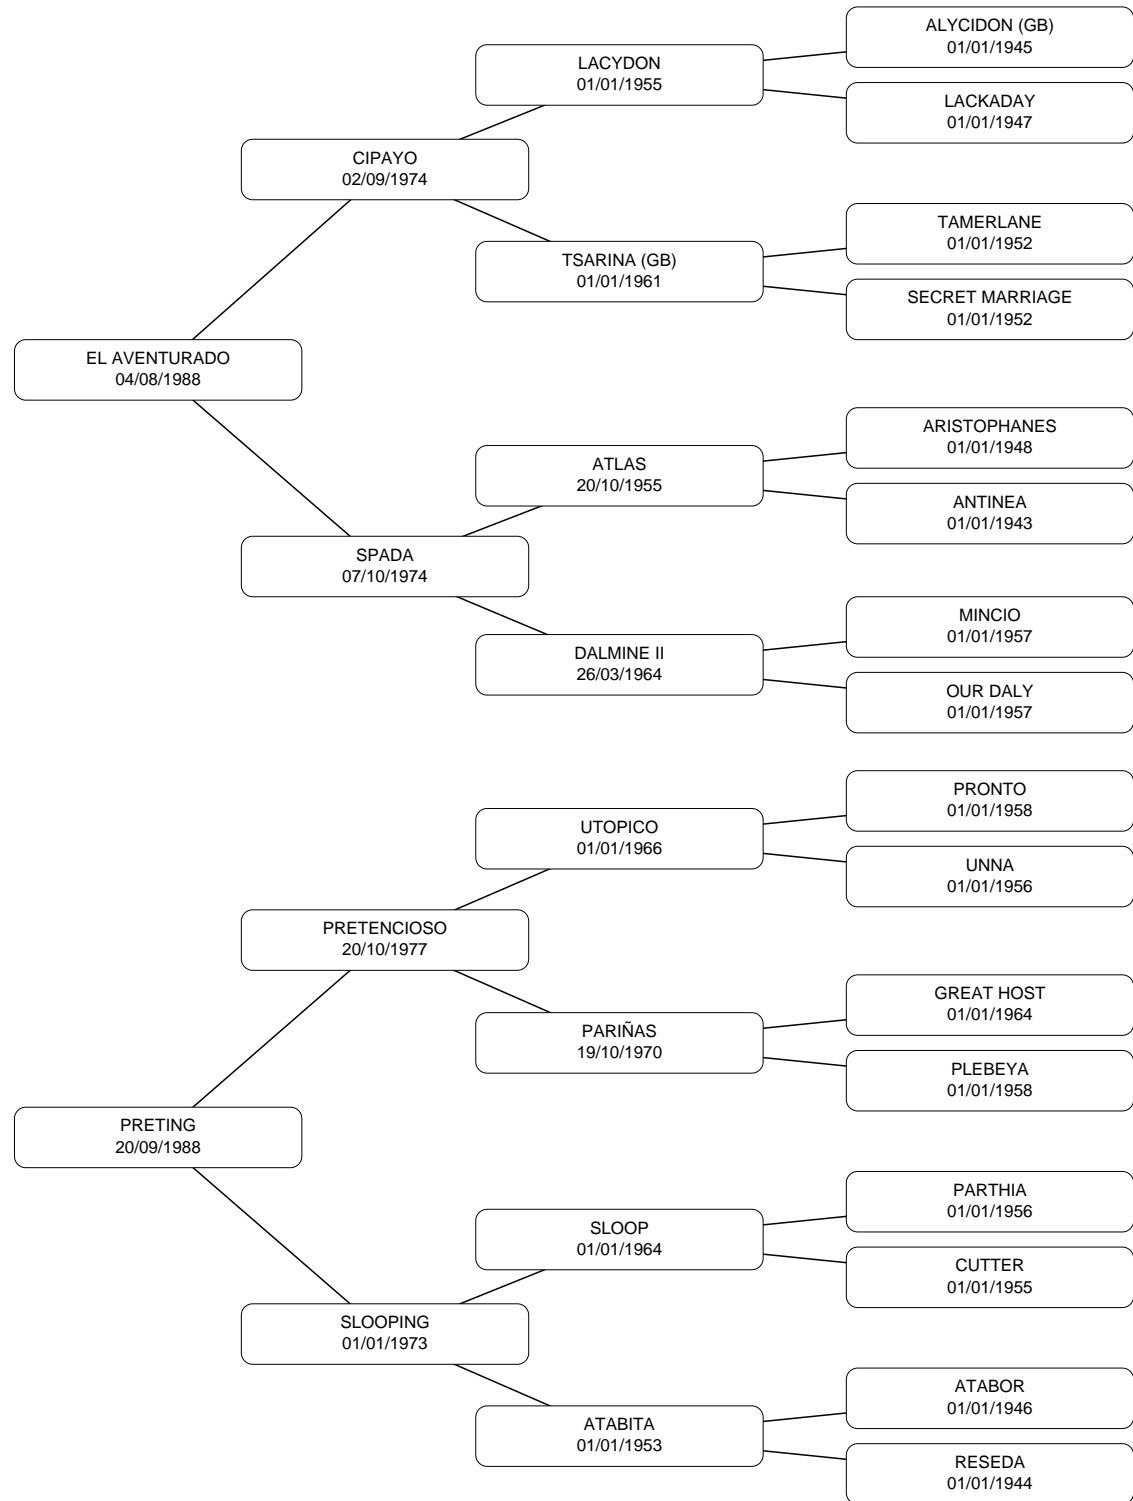 ALYCIDON (GB)
01/01/1945
LACYDON
01/01/1955
LACKADAY
01/01/1947
CIPAYO
02/09/1974
TAMERLANE
01/01/1952
TSARINA (GB)
01/01/1961
SECRET MARRIAGE
01/01/1952
EL AVENTURADO
04/08/1988
ARISTOPHANES
01/01/1948
ATLAS
20/10/1955
ANTINEA
01/01/1943
SPADA
07/10/1974
MINCIO
01/01/1957
DALMINE II
26/03/1964
OUR DALY
01/01/1957
PRONTO
01/01/1958
UTOPICO
01/01/1966
UNNA
01/01/1956
PRETENCIOSO
20/10/1977
GREAT HOST
01/01/1964
PARIÑAS
19/10/1970
PLEBEYA
01/01/1958
PRETING
20/09/1988
PARTHIA
01/01/1956
SLOOP
01/01/1964
CUTTER
01/01/1955
SLOOPING
01/01/1973
ATABOR
01/01/1946
ATABITA
01/01/1953
RESEDA
01/01/1944